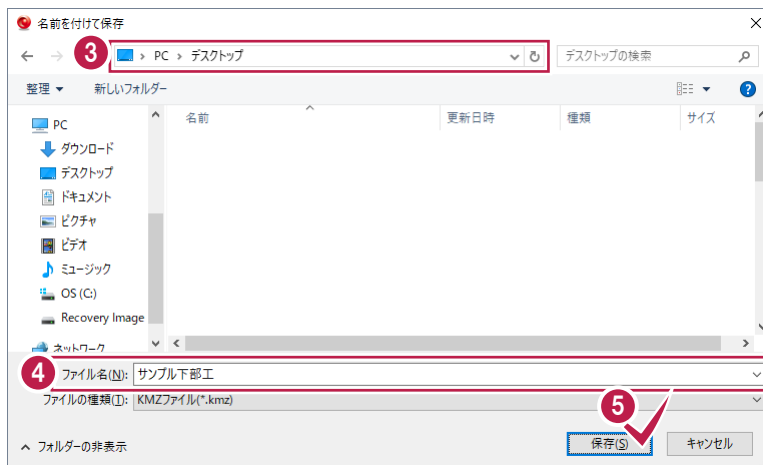 名前を付けて保存
3
PC › デスクトップ
デスクトップの検索
整理
新しいフォルダー
名前
更新日時
種類
サイズ
PC
ダウンロード
デスクトップ
ドキュメント
ピクチャ
ビデオ
ミュージック
OS (C:)
Recovery Image
ネットワーク
4
ファイル名(N): サンプル下部工
ファイルの種類(T): KMZファイル(*.kmz)
5
フォルダーの非表示
保存(S)
キャンセル